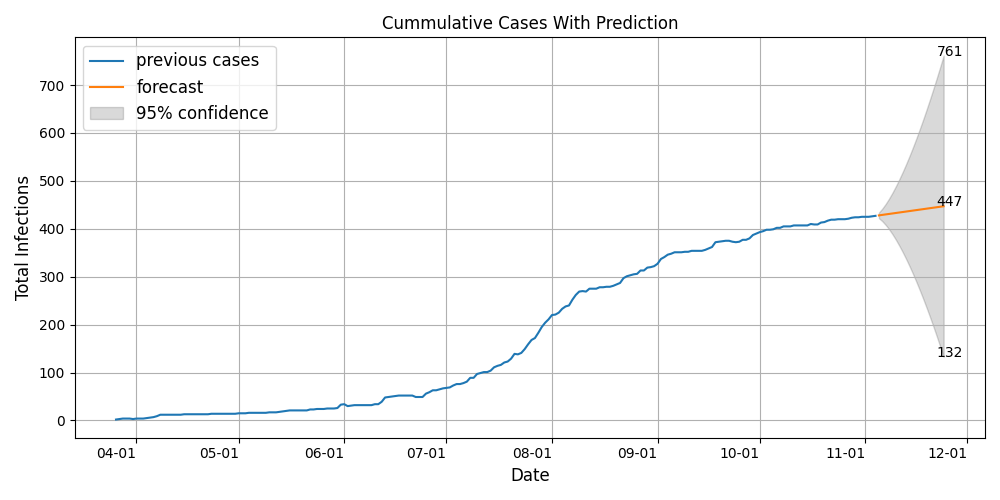 Cummulative Cases With Prediction
previous cases
forecast
95% confidence
761
447
132
Total Infections
700
600
500
400
300
200
100
0
04-01 05-01 06-01 07-01 08-01 09-01 10-01 11-01 12-01
Date